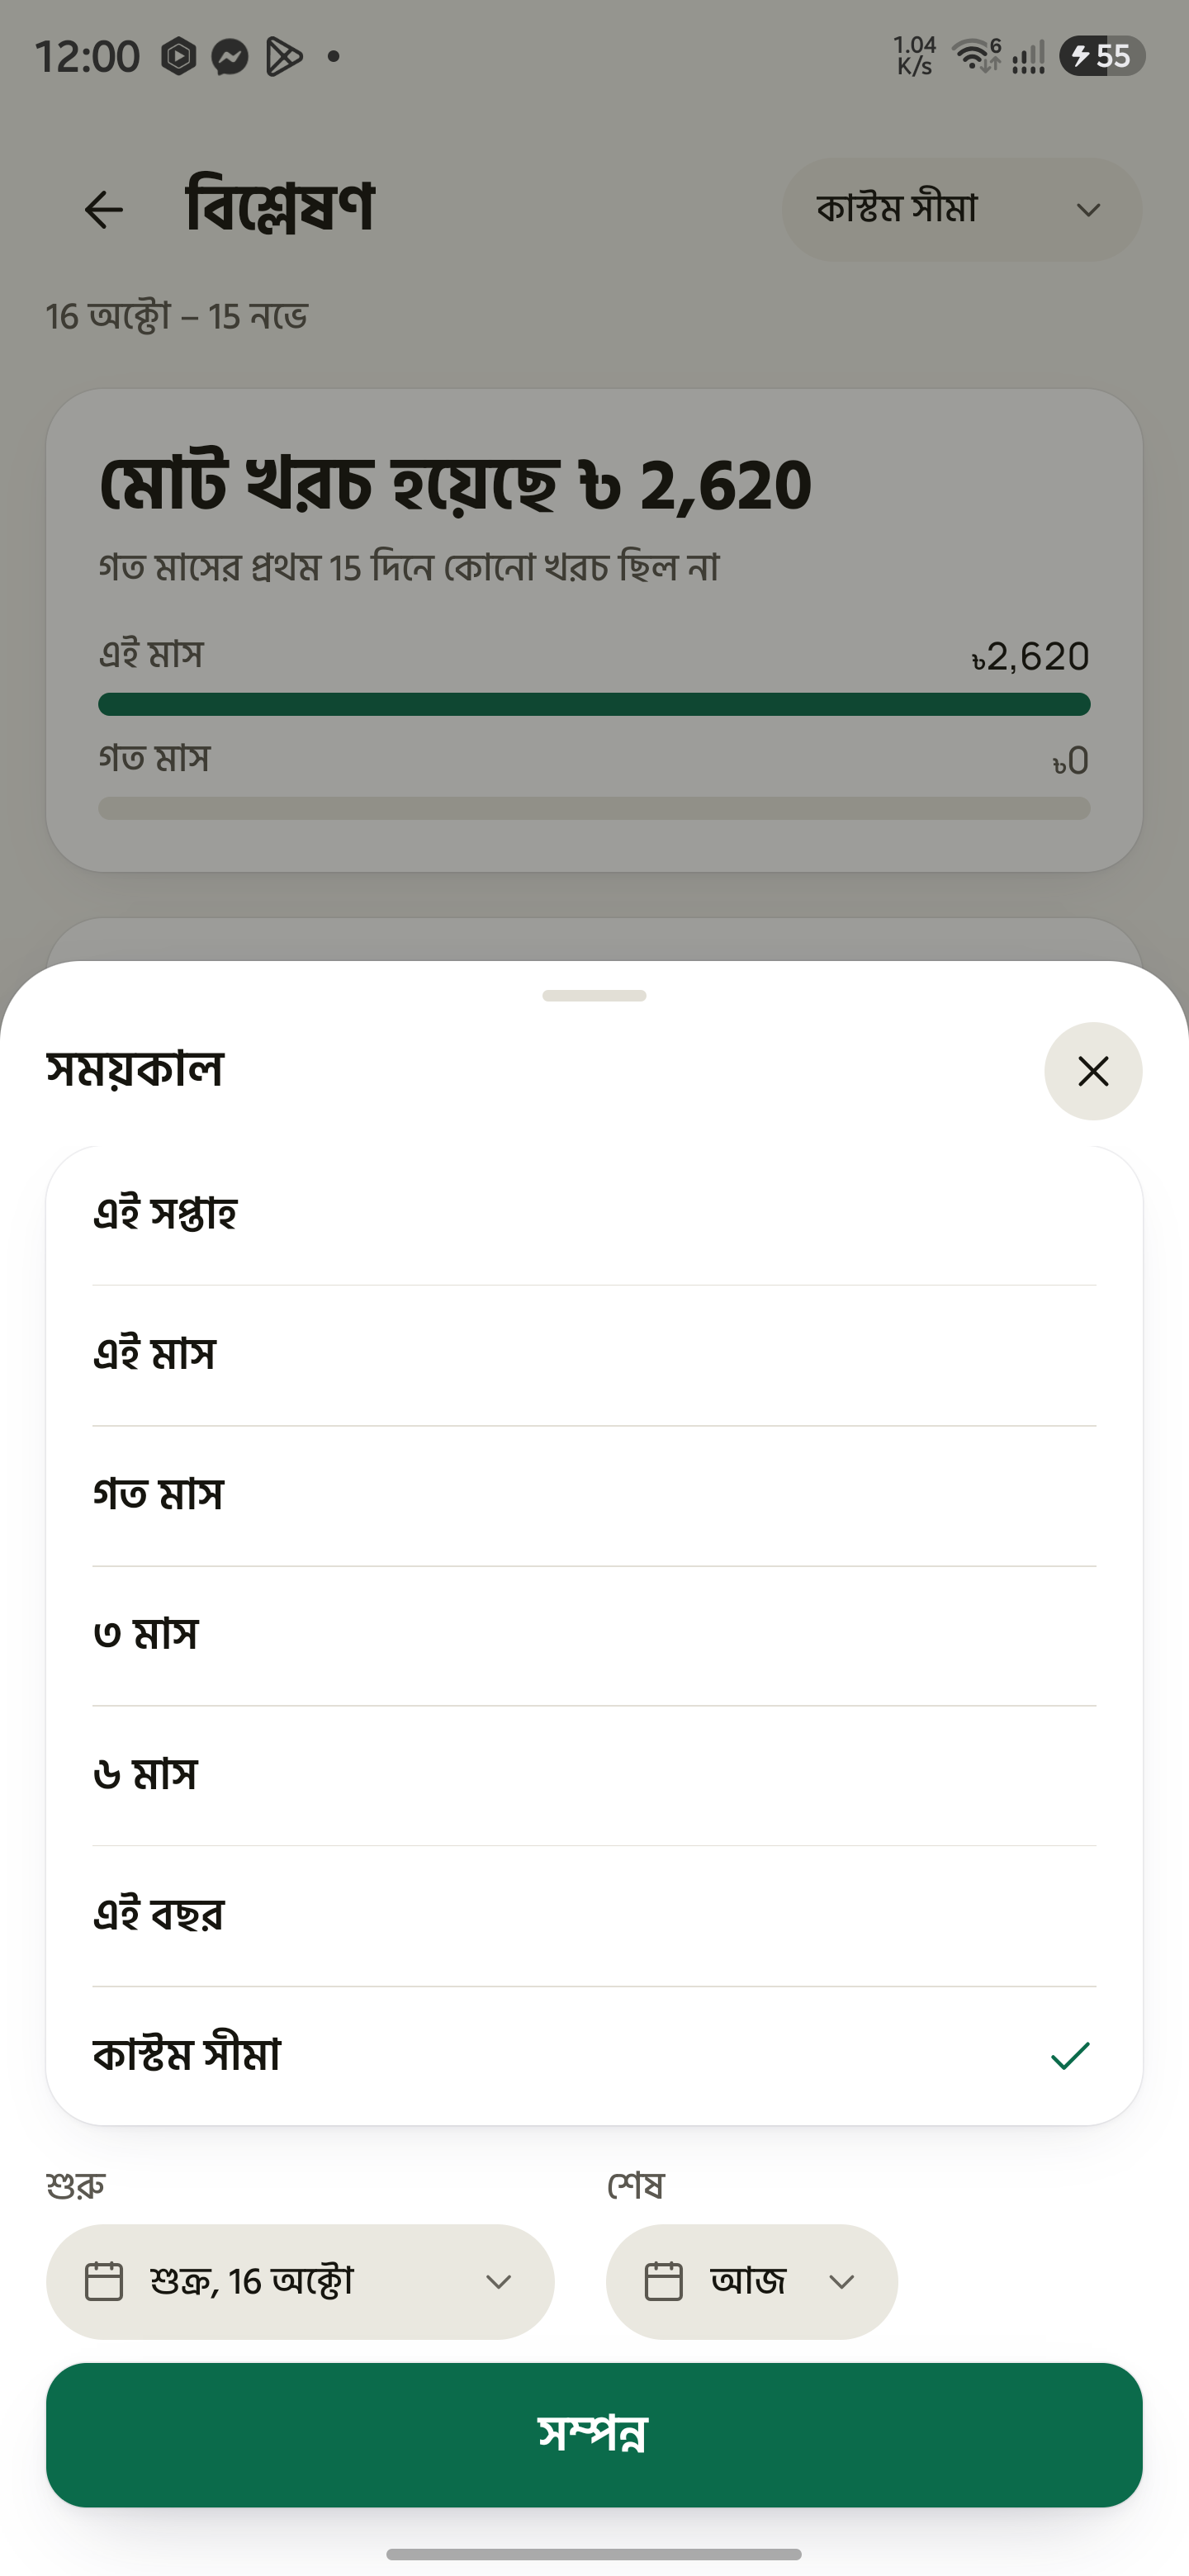 12:00
1.04
K/s
6
55
বিশ্লেষণ
কাস্টম সীমা
16 অক্টো – 15 নভে
মোট খরচ হয়েছে ৳ 2,620
গত মাসের প্রথম 15 দিনে কোনো খরচ ছিল না
এই মাস
৳2,620
গত মাস
৳0
সময়কাল
এই সপ্তাহ
এই মাস
গত মাস
৩ মাস
৬ মাস
এই বছর
কাস্টম সীমা
শুরু
শেষ
শুক্র, 16 অক্টো
আজ
সম্পন্ন